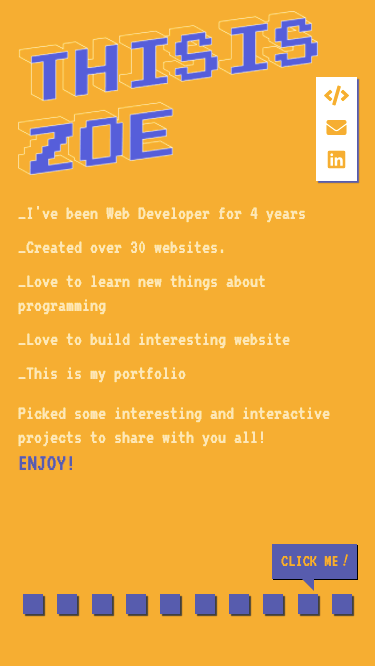 THIS IS
ZOE
_I've been Web Developer for 4 years
_Created over 30 websites.
_Love to learn new things about
programming
_Love to build interesting website
_This is my portfolio
Picked some interesting and interactive
projects to share with you all!
ENJOY!
CLICK ME!